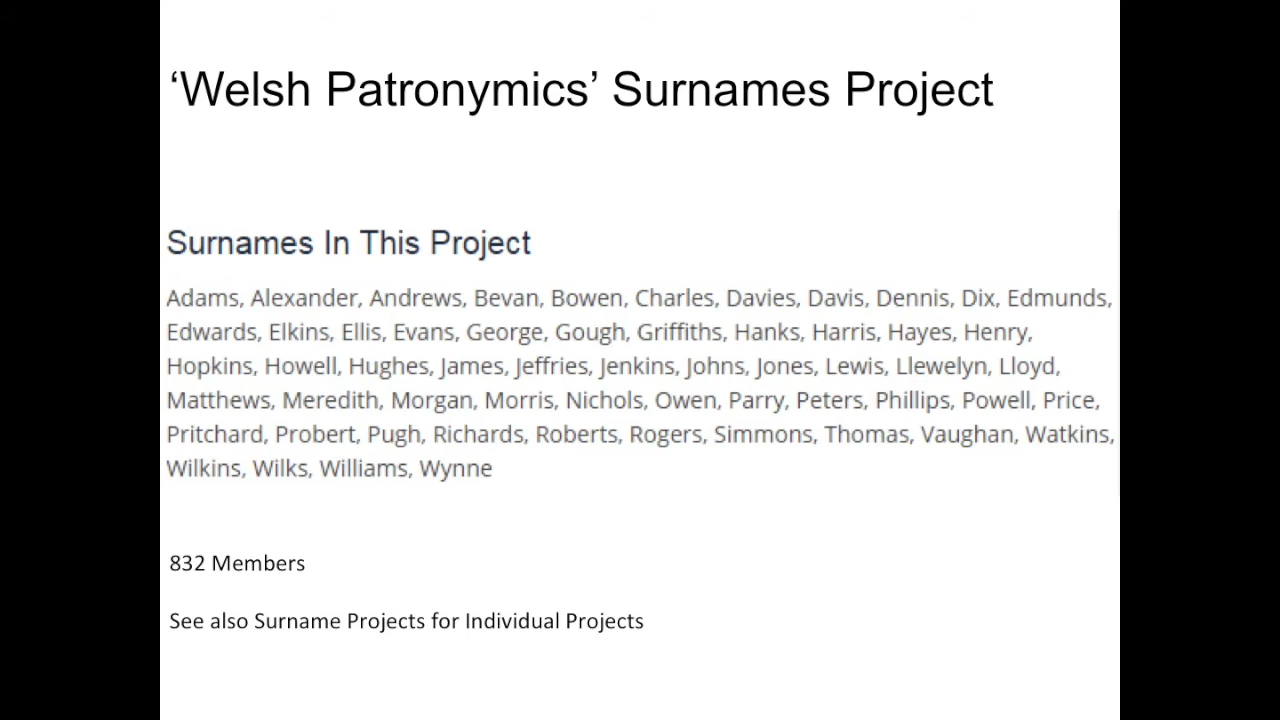 ‘Welsh Patronymics’ Surnames Project
Surnames In This Project
Adams, Alexander, Andrews, Bevan, Bowen, Charles, Davies, Davis, Dennis, Dix, Edmunds,
Edwards, Elkins, Ellis, Evans, George, Gough, Griffiths, Hanks, Harris, Hayes, Henry,
Hopkins, Howell, Hughes, James, Jeffries, Jenkins, Johns, Jones, Lewis, Llewelyn, Lloyd,
Matthews, Meredith, Morgan, Morris, Nichols, Owen, Parry, Peters, Phillips, Powell, Price,
Pritchard, Probert, Pugh, Richards, Roberts, Rogers, Simmons, Thomas, Vaughan, Watkins,
Wilkins, Wilks, Williams, Wynne
832 Members
See also Surname Projects for Individual Projects